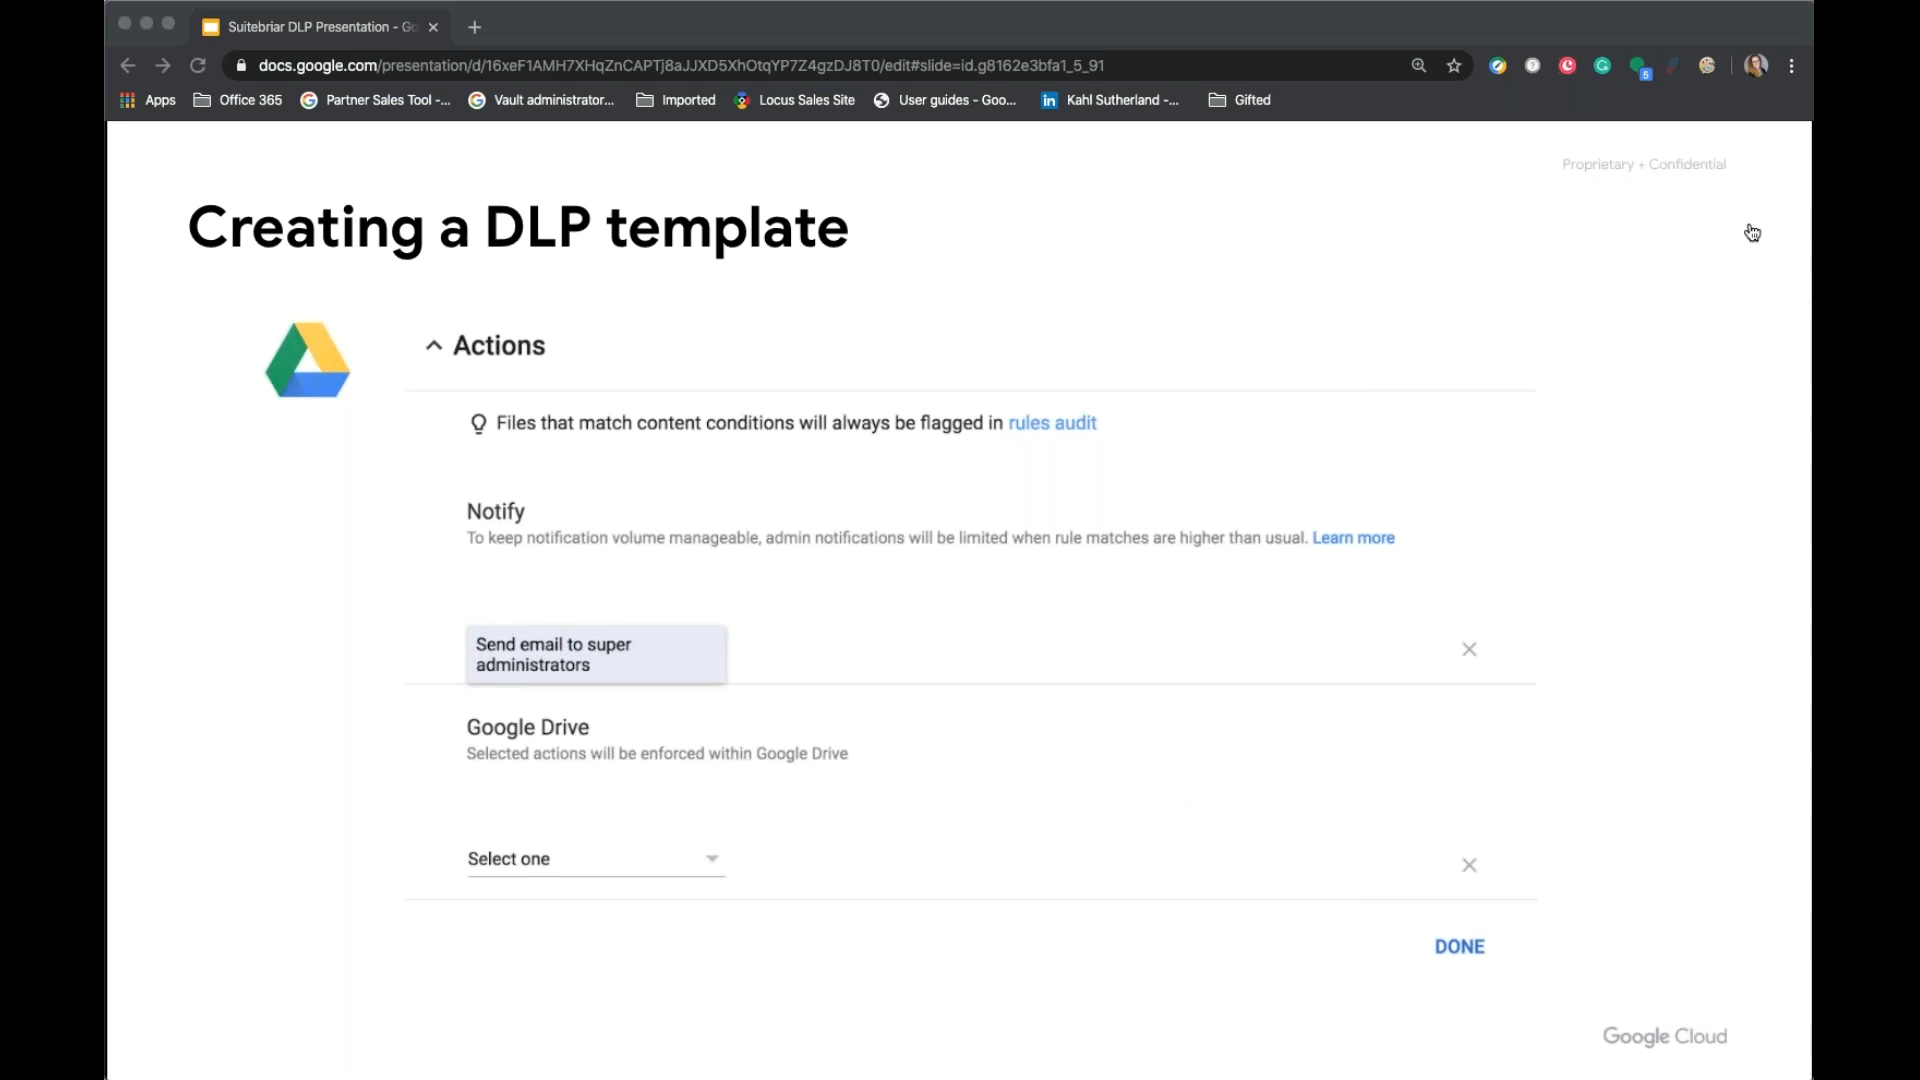 Suitebriar DLP Presentation - Go
docs.google.com/presentation/d/16xeF1AMH7XHqZnCAPTj8aJJXD5XhOtqYP7Z4gzDJ8T0/edit#slide=id.g8162e3bfa1_5_91
5
Apps Office 365 Partner Sales Tool -... Vault administrator... Imported Locus Sales Site User guides - Goo... in Kahl Sutherland -... Gifted
Proprietary + Confidential
Creating a DLP template
Actions
Files that match content conditions will always be flagged in rules audit
Notify
To keep notification volume manageable, admin notifications will be limited when rule matches are higher than usual. Learn more
Send email to super
administrators
Google Drive
Selected actions will be enforced within Google Drive
Select one
DONE
Google Cloud